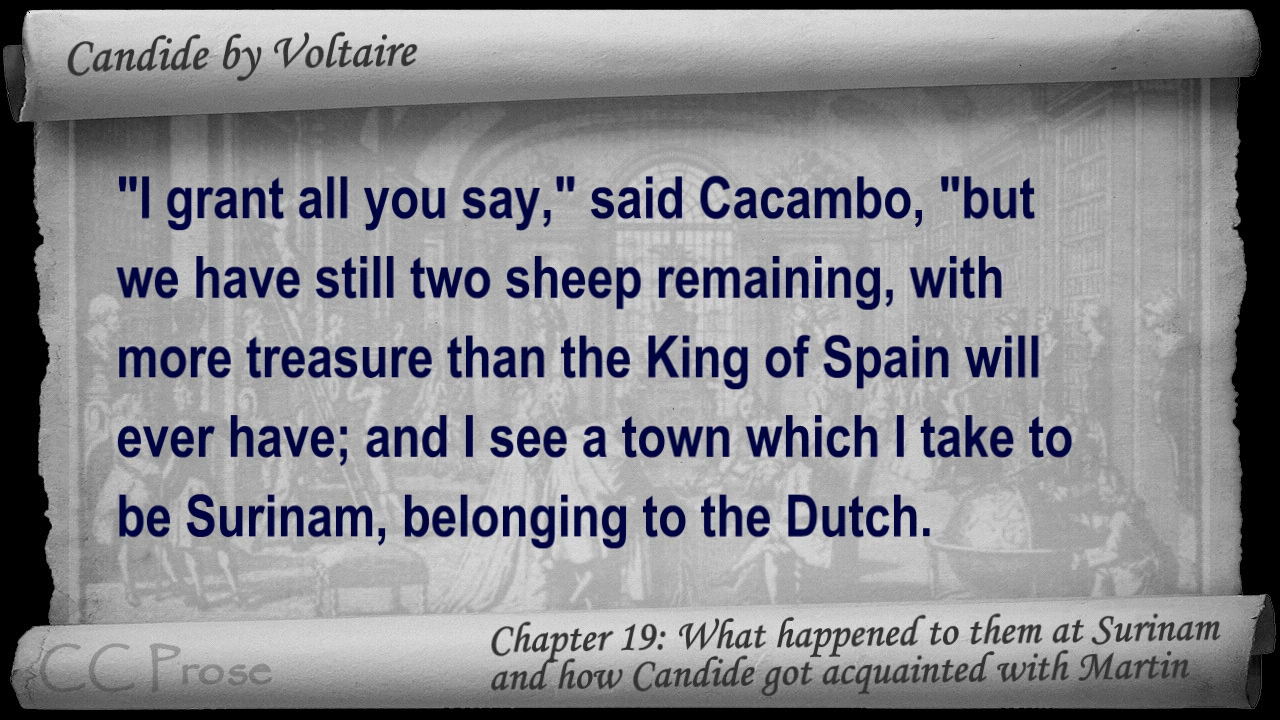 Candide by Voltaire
"I grant all you say," said Cacambo, "but
we have still two sheep remaining, with
more treasure than the King of Spain will
ever have; and I see a town which I take to
be Surinam, belonging to the Dutch.
Chapter 19: What happened to them at Surinam
and how Candide got acquainted with Martin
CC Prose